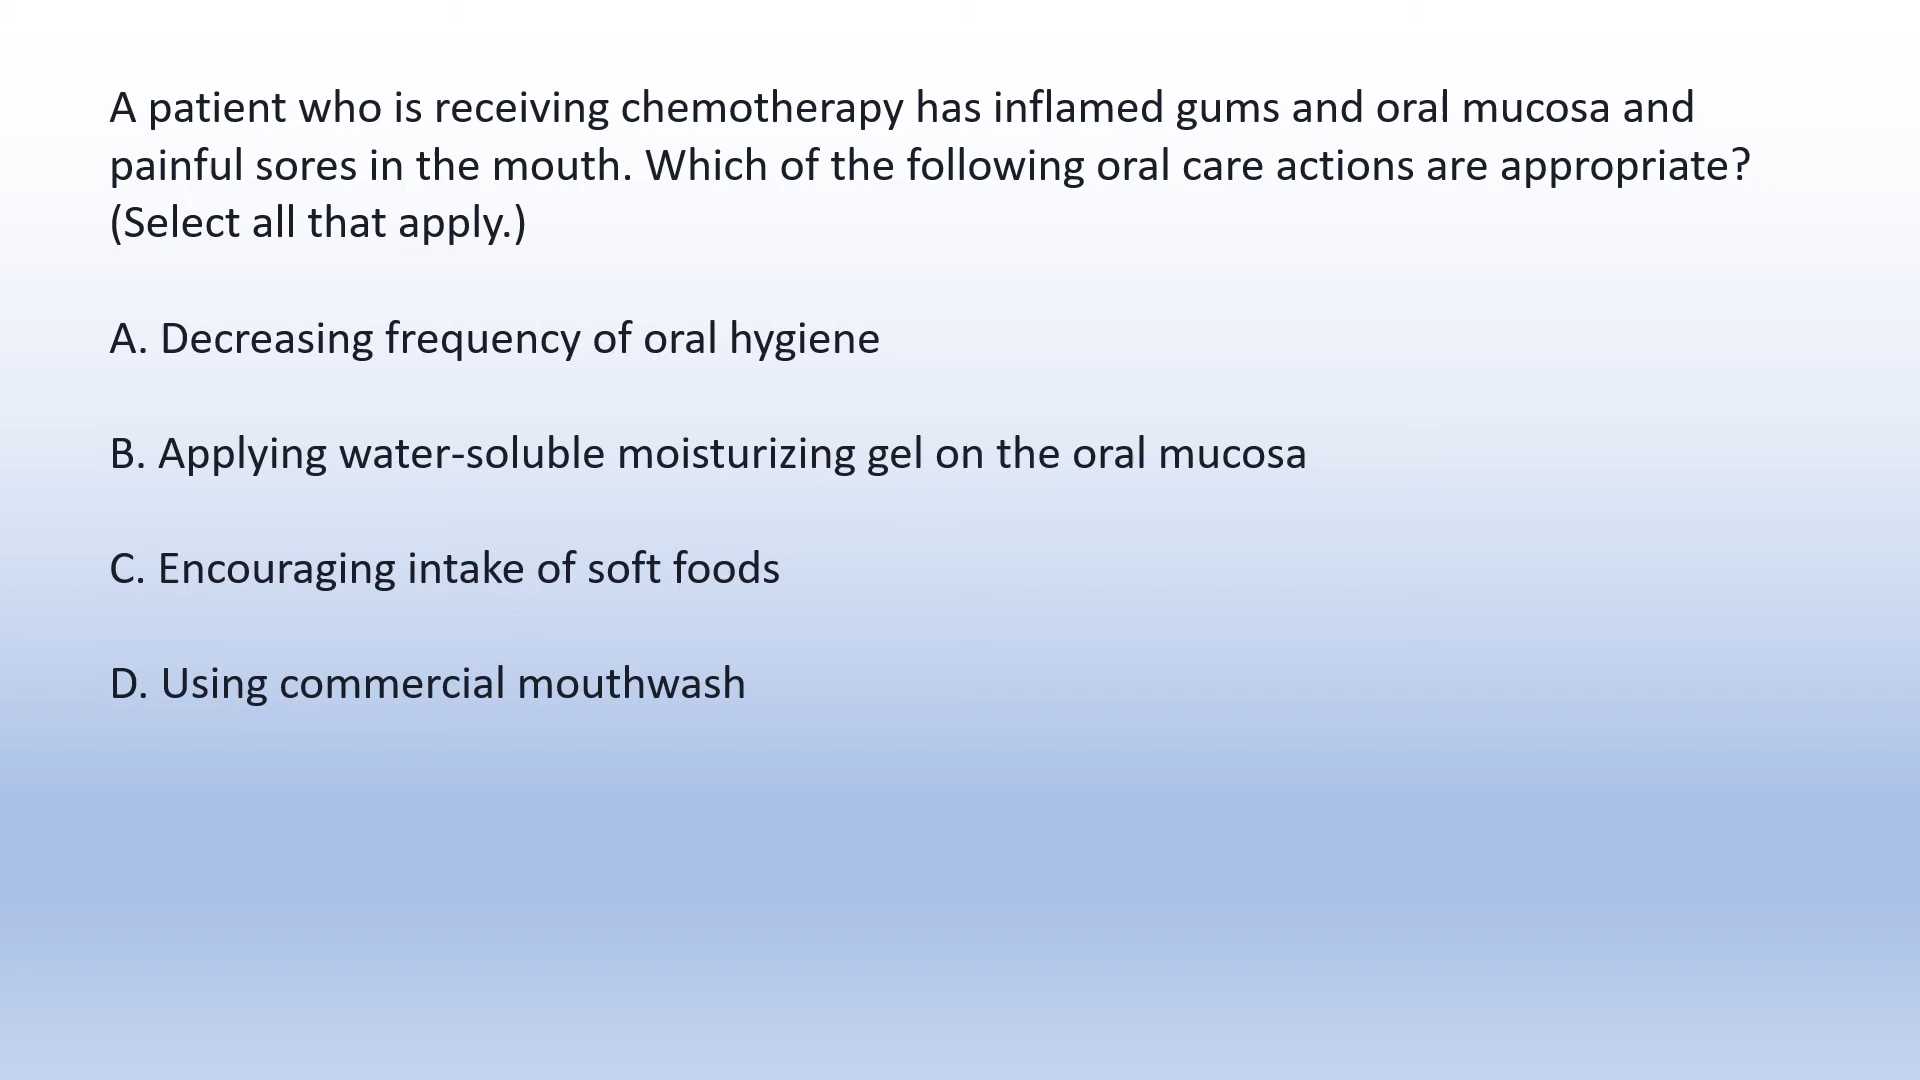 A patient who is receiving chemotherapy has inflamed gums and oral mucosa and
painful sores in the mouth. Which of the following oral care actions are appropriate?
(Select all that apply.)
A. Decreasing frequency of oral hygiene
B. Applying water-soluble moisturizing gel on the oral mucosa
C. Encouraging intake of soft foods
D. Using commercial mouthwash